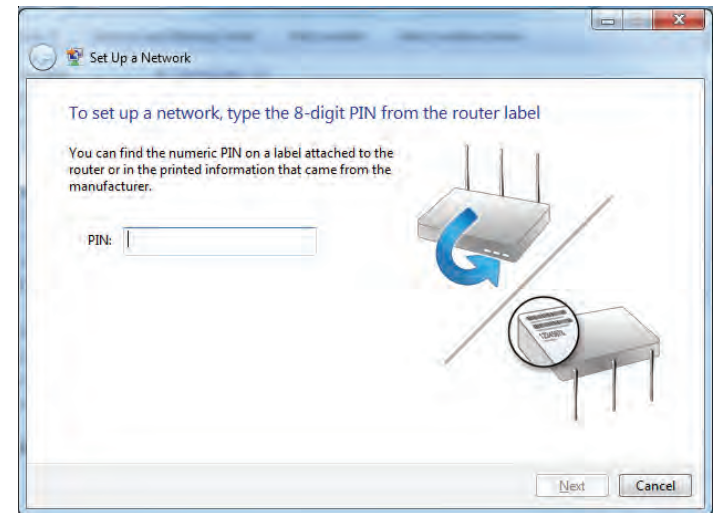 Set Up a Network
To set up a network, type the 8-digit PIN from the router label
You can find the numeric PIN on a label attached to the
router or in the printed information that came from the
manufacturer.
PIN:
Next
Cancel